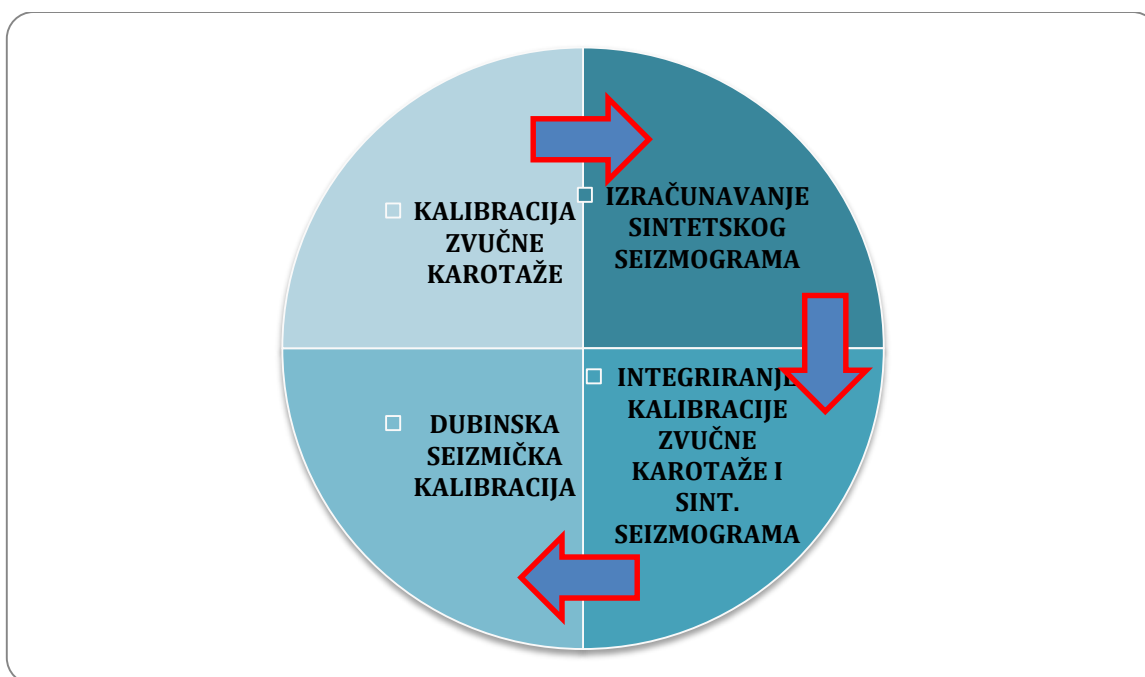 KALIBRACIJA
ZVUČNE
KAROTAŽE
IZRAČUNAVANJE
SINTETSKOG
SEIZMOGRAMA
INTEGRIRANJE
KALIBRACIJE
ZVUČNE
KAROTAŽE I
SINT.
SEIZMOGRAMA
DUBINSKA
SEIZMIČKA
KALIBRACIJA